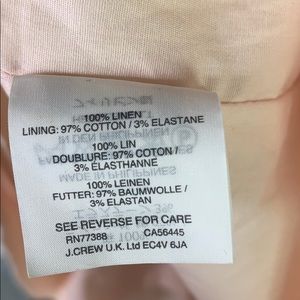 100% LINEN
LINING: 97% COTTON / 3% ELASTANE
100% LIN
DOUBLURE: 97% COTON /
3% ÉLASTHANNE
100% LEINEN
FUTTER: 97% BAUMWOLLE /
3% ELASTAN
SEE REVERSE FOR CARE
RN77388 CA56445
J.CREW U.K. Ltd EC4V 6JA